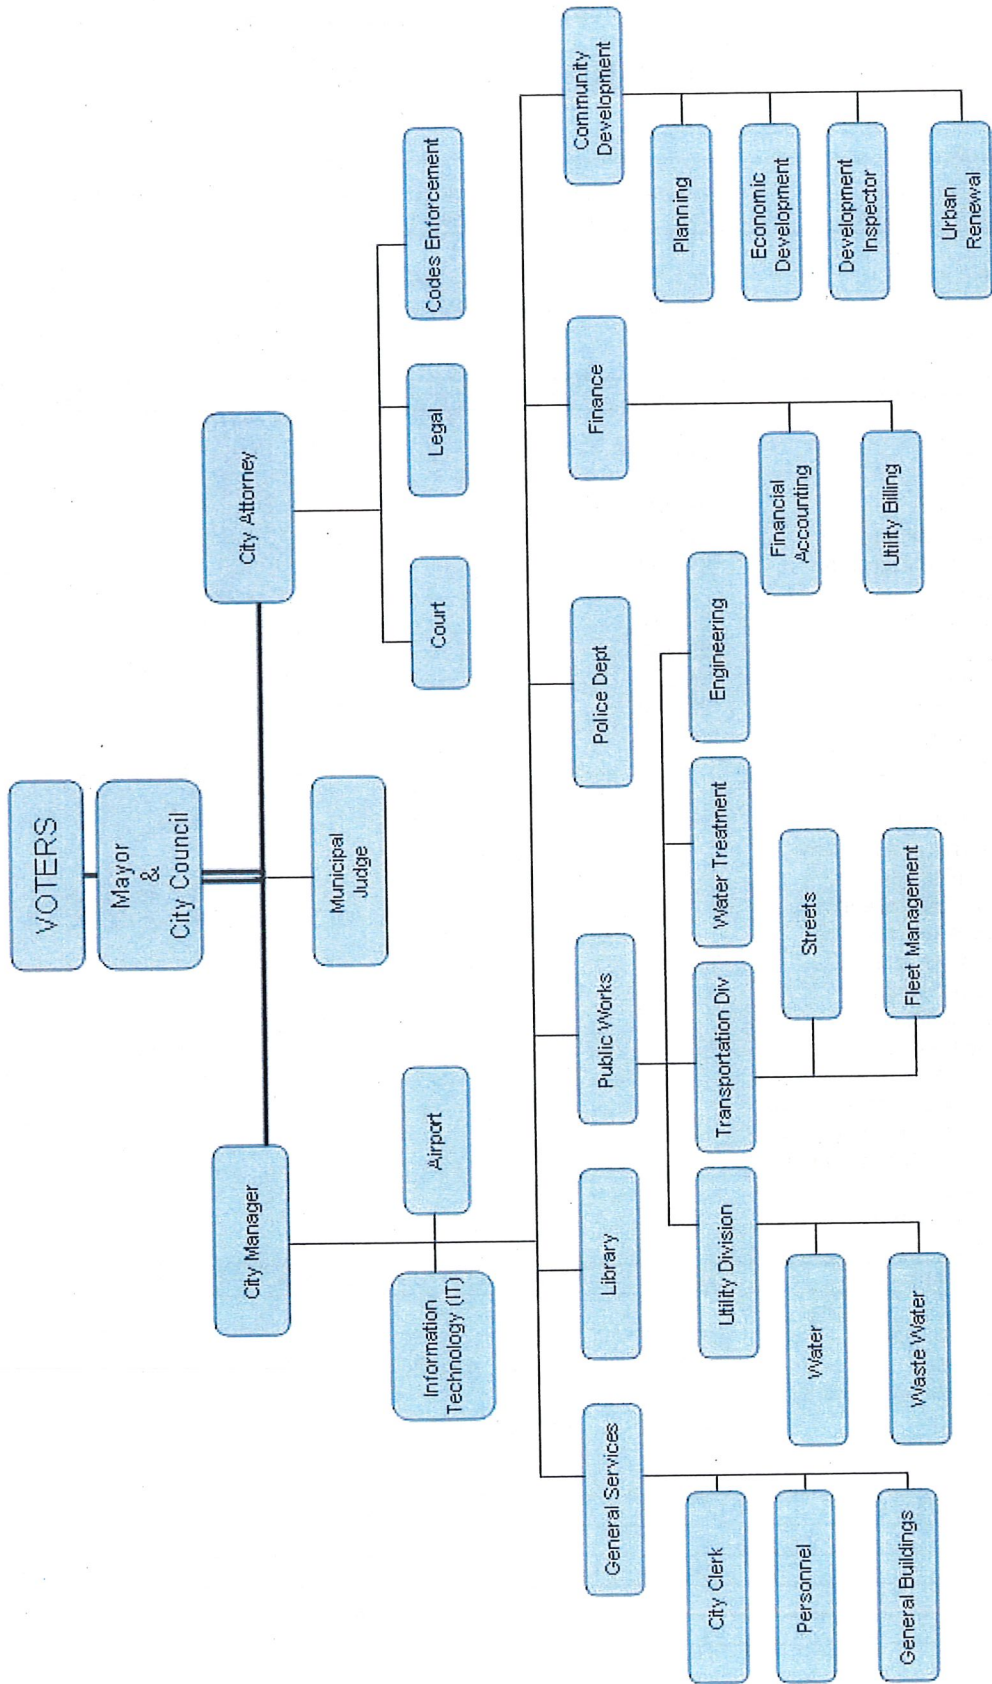 VOTERS
Mayor
&
City Council
City Manager
City Attorney
Municipal
Judge
Information
Technology (IT)
Airport
Court
Legal
Codes Enforcement
General Services
Library
Public Works
Police Dept
Finance
Community
Development
City Clerk
Personnel
General Buildings
Utility Division
Transportation Div
Water Treatment
Engineering
Water
Waste Water
Streets
Fleet Management
Financial
Accounting
Utility Billing
Planning
Economic
Development
Development
Inspector
Urban
Renewal